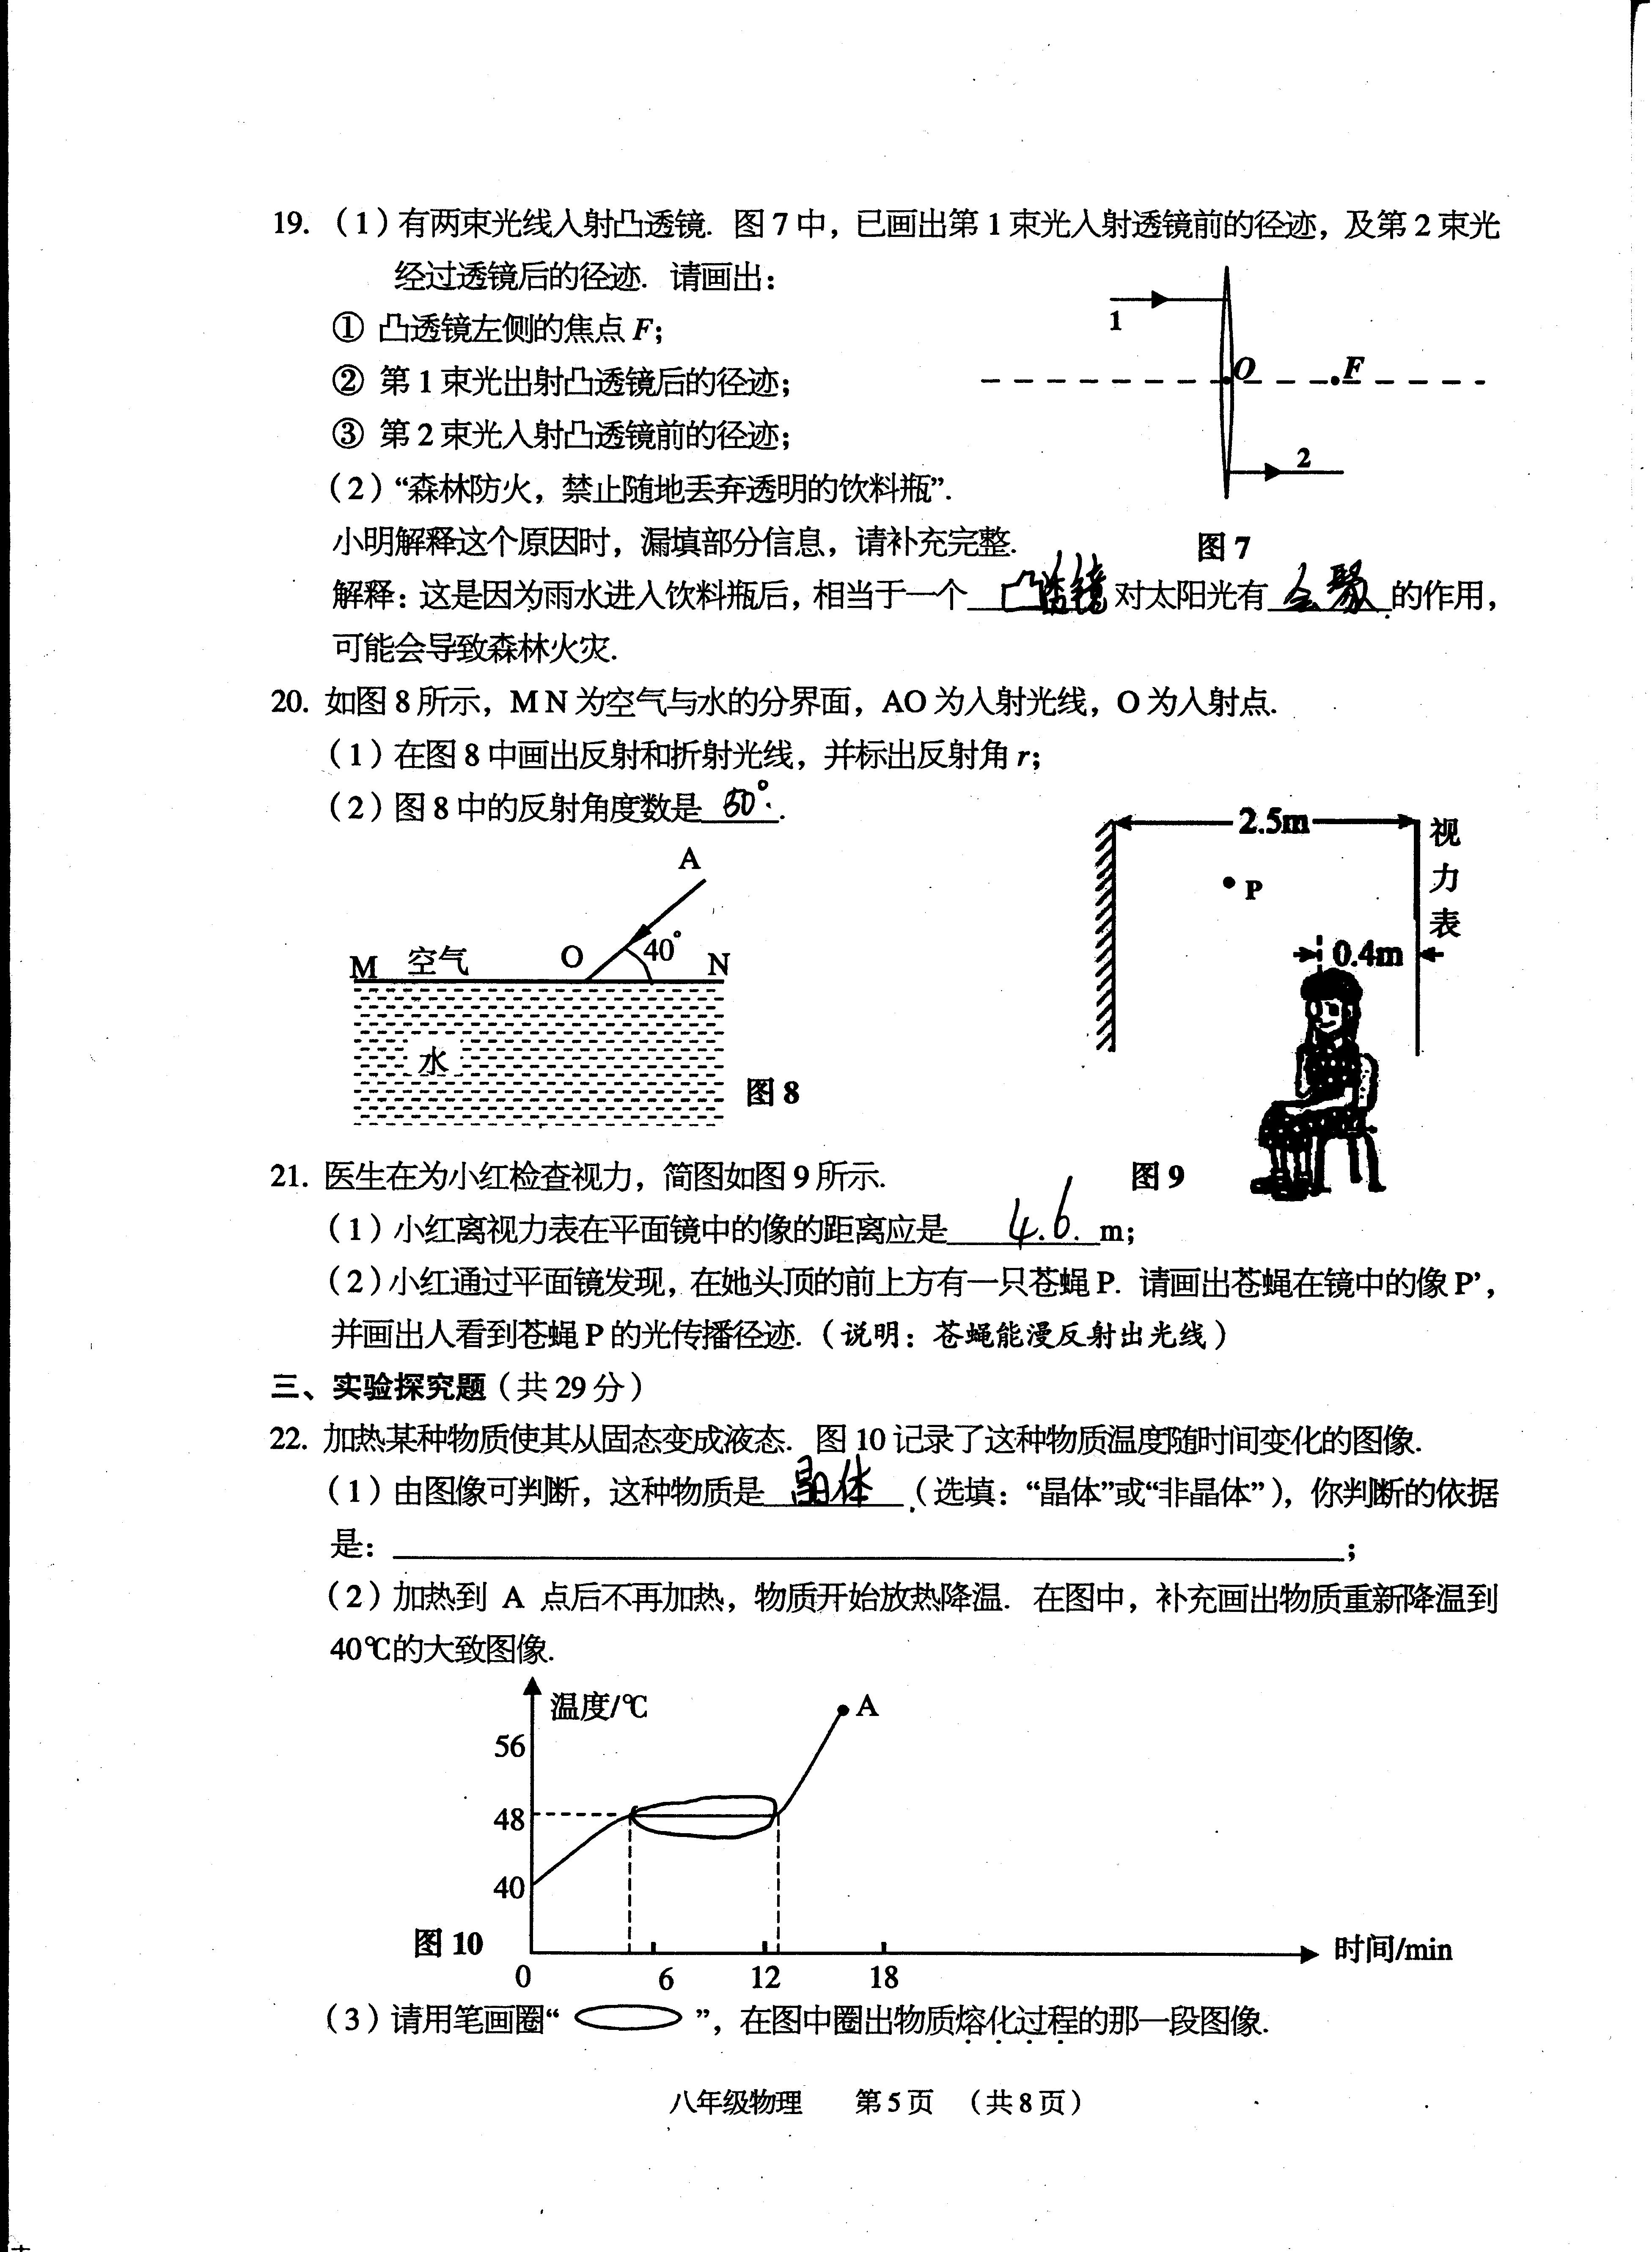 19.（1）有两束光线入射凸透镜. 图7中，已画出第1束光入射透镜前的径迹，及第2束光
经过透镜后的径迹. 请画出：
① 凸透镜左侧的焦点F；
② 第1束光出射凸透镜后的径迹；
③ 第2束光入射凸透镜前的径迹；
1
O
F
2
（2）“森林防火，禁止随地丢弃透明的饮料瓶”.
小明解释这个原因时，漏填部分信息，请补充完整.
图7
解释：这是因为雨水进入饮料瓶后，相当于一个凸透镜对太阳光有会聚的作用，
可能会导致森林火灾.
20. 如图8所示，MN为空气与水的分界面，AO为入射光线，O为入射点.
（1）在图8中画出反射和折射光线，并标出反射角r；
（2）图8中的反射角度数是50°.
A
M 空气 O 40° N
水
图8
2.5m
视力表
P
0.4m
图9
21. 医生在为小红检查视力，简图如图9所示.
（1）小红离视力表在平面镜中的像的距离应是4.6m；
（2）小红通过平面镜发现，在她头顶的前上方有一只苍蝇P. 请画出苍蝇在镜中的像P’，
并画出人看到苍蝇P的光传播径迹.（说明：苍蝇能漫反射出光线）
三、实验探究题（共29分）
22. 加热某种物质使其从固态变成液态. 图10记录了这种物质温度随时间变化的图像.
（1）由图像可判断，这种物质是晶体（选填：“晶体”或“非晶体”），你判断的依据
是：；
（2）加热到 A 点后不再加热，物质开始放热降温. 在图中，补充画出物质重新降温到
40℃的大致图像.
温度/℃
A
56
48
40
图10
时间/min
0 6 12 18
（3）请用笔画圈“ ”，在图中圈出物质熔化过程的那一段图像.
八年级物理 第5页 （共8页）